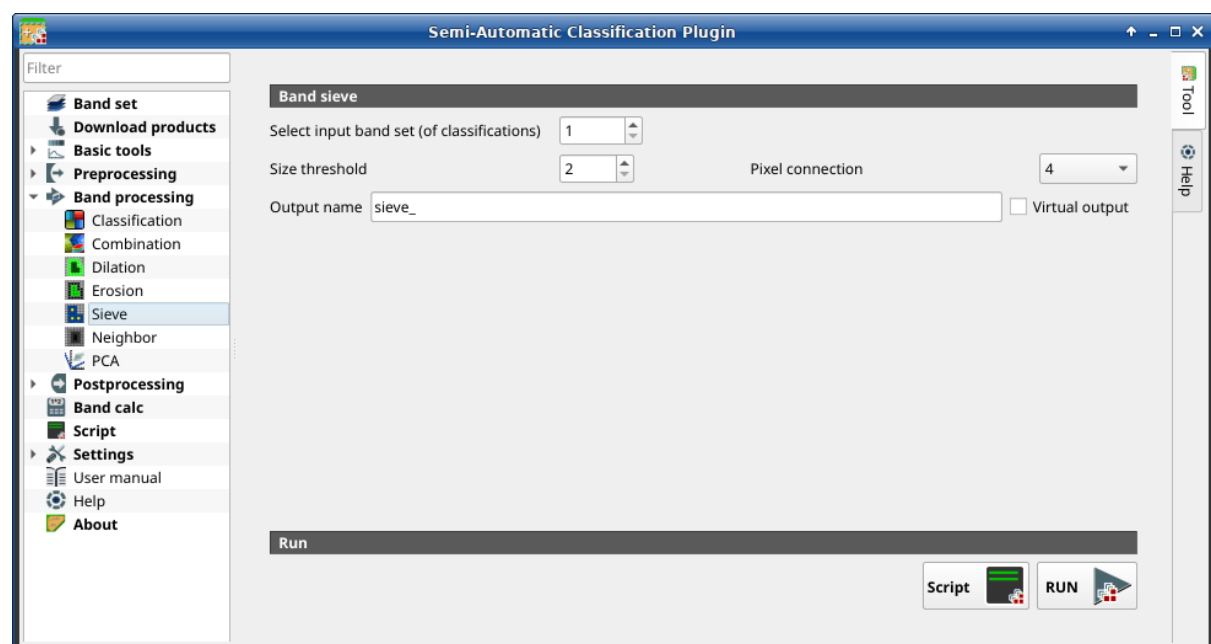 Semi-Automatic Classification Plugin
Filter
Band set
Download products
Basic tools
Preprocessing
Band processing
Classification
Combination
Dilation
Erosion
Sieve
Neighbor
PCA
Postprocessing
Band calc
Script
Settings
User manual
Help
About
Band sieve
Select input band set (of classifications) 1
Size threshold 2 Pixel connection 4
Output name sieve_ Virtual output
Run
Script RUN
Tool
Help